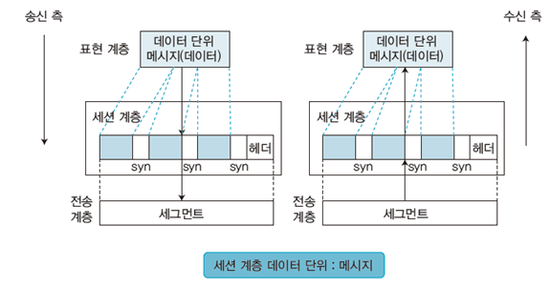 송신 측
수신 측
표현 계층
데이터 단위
메시지(데이터)
세션 계층
헤더
syn
syn
syn
전송
계층
세그먼트
표현 계층
데이터 단위
메시지(데이터)
세션 계층
헤더
syn
syn
syn
전송
계층
세그먼트
세션 계층 데이터 단위 : 메시지